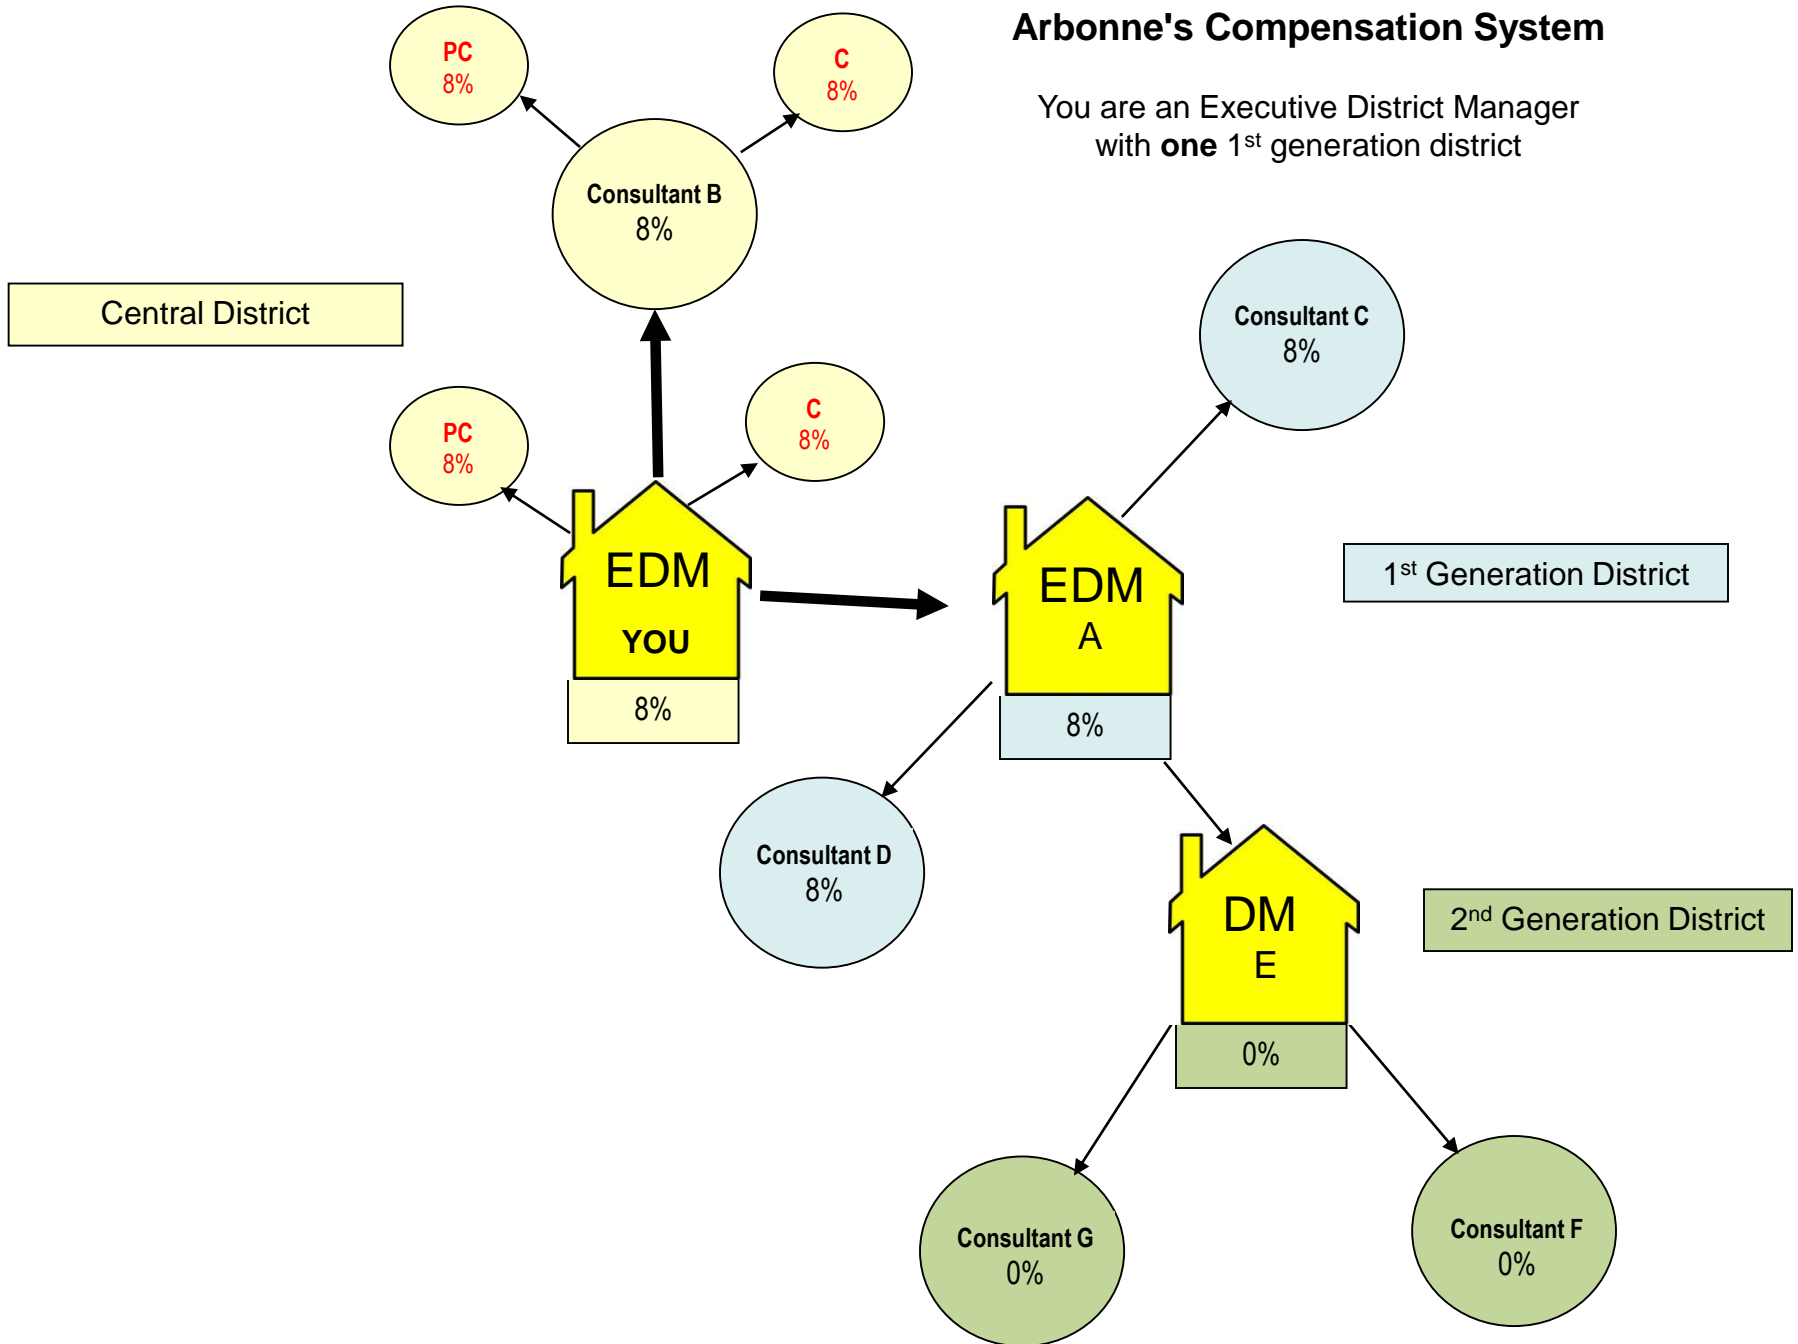 Arbonne's Compensation System
You are an Executive District Manager
with one 1st generation district
PC
8%
C
8%
Consultant B
8%
Central District
Consultant C
8%
PC
8%
C
8%
EDM
YOU
8%
EDM
A
8%
1st Generation District
Consultant D
8%
DM
E
0%
2nd Generation District
Consultant G
0%
Consultant F
0%